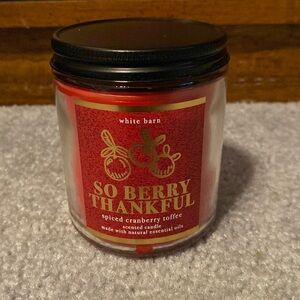 white barn
SO BERRY
THANKFUL
spiced cranberry toffee
scented candle
made with natural essential oils